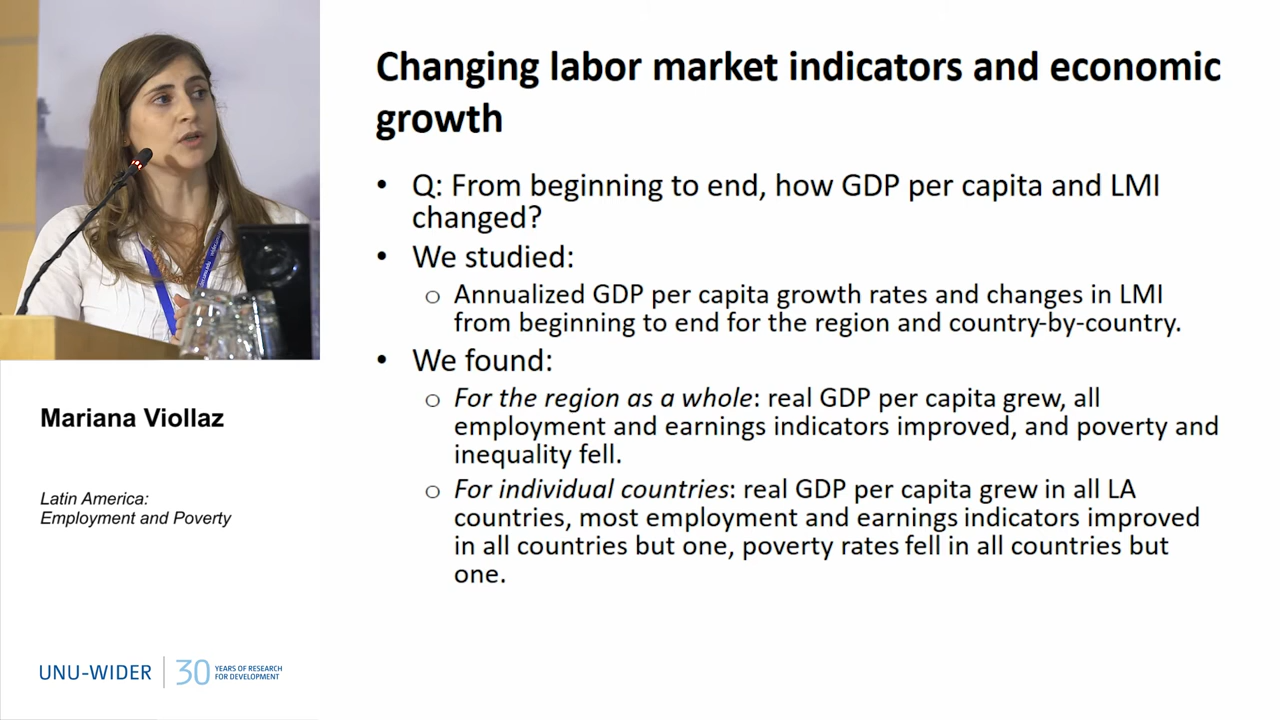 Changing labor market indicators and economic
growth
• Q: From beginning to end, how GDP per capita and LMI
changed?
• We studied:
o Annualized GDP per capita growth rates and changes in LMI
from beginning to end for the region and country-by-country.
• We found:
o For the region as a whole: real GDP per capita grew, all
employment and earnings indicators improved, and poverty and
inequality fell.
o For individual countries: real GDP per capita grew in all LA
countries, most employment and earnings indicators improved
in all countries but one, poverty rates fell in all countries but
one.
Mariana Viollaz
Latin America:
Employment and Poverty
UNU-WIDER
30 YEARS OF RESEARCH
FOR DEVELOPMENT